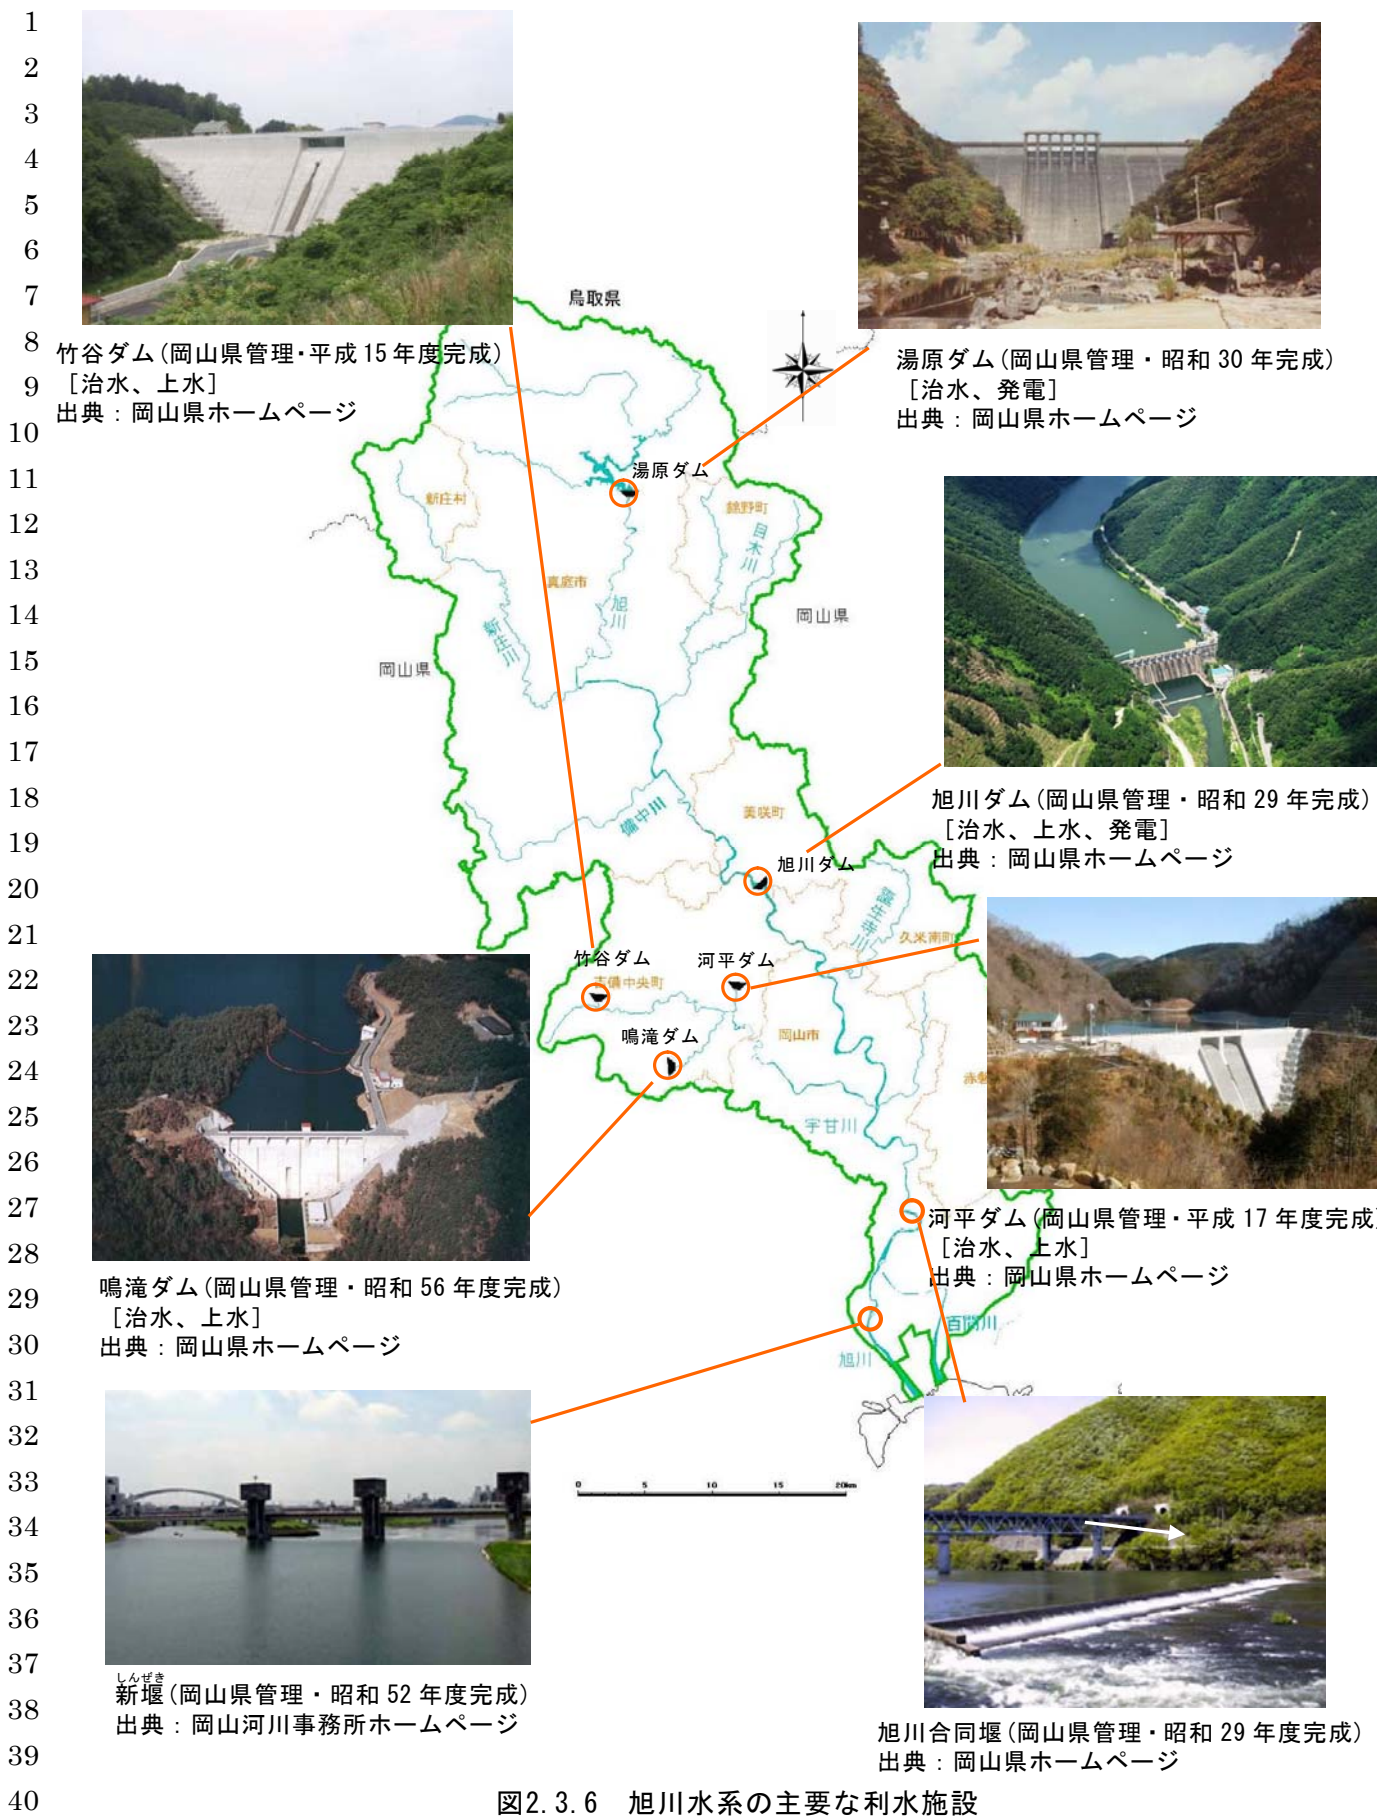 1
2
3
4
5
6
7
8
9
10
11
12
13
14
15
16
17
18
19
20
21
22
23
24
25
26
27
28
29
30
31
32
33
34
35
36
37
38
39
40
鳥取県
竹谷ダム(岡山県管理・平成15年度完成)
[治水、上水]
出典：岡山県ホームページ
湯原ダム(岡山県管理・昭和30年完成)
[治水、発電]
出典：岡山県ホームページ
湯原ダム
新庄村
鏡野町
目木川
真庭市
旭川
新庄川
岡山県
岡山県
旭川ダム(岡山県管理・昭和29年完成)
[治水、上水、発電]
出典：岡山県ホームページ
備中川
美咲町
旭川ダム
誕生寺川
久米南町
竹谷ダム
河平ダム
吉備中央町
鳴滝ダム
岡山市
赤磐
宇甘川
河平ダム(岡山県管理・平成17年度完成)
[治水、上水]
出典：岡山県ホームページ
鳴滝ダム(岡山県管理・昭和56年度完成)
[治水、上水]
出典：岡山県ホームページ
百間川
旭川
0 5 10 15 20km
しんぜき
新堰(岡山県管理・昭和52年度完成)
出典：岡山河川事務所ホームページ
旭川合同堰(岡山県管理・昭和29年度完成)
出典：岡山県ホームページ
図2.3.6 旭川水系の主要な利水施設